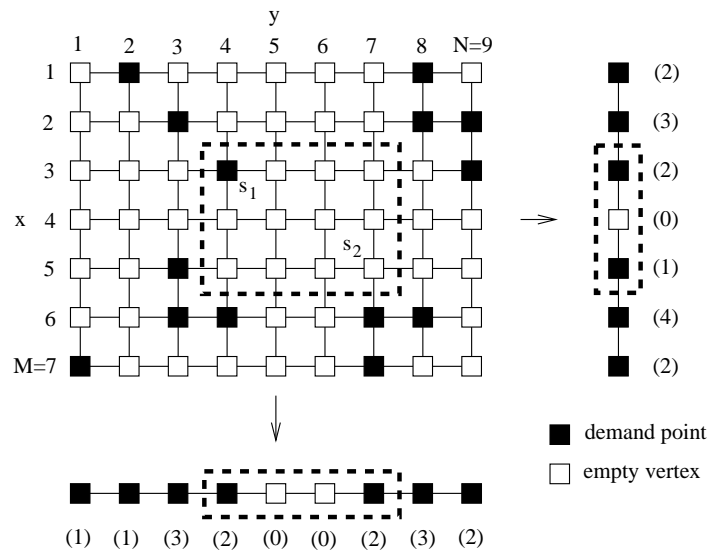 y
1 2 3 4 5 6 7 8 N=9
1 (2)
2 (3)
3 (2)
s1
x 4 (0)
s2
5 (1)
6 (4)
M=7 (2)
demand point
empty vertex
(1) (1) (3) (2) (0) (0) (2) (3) (2)